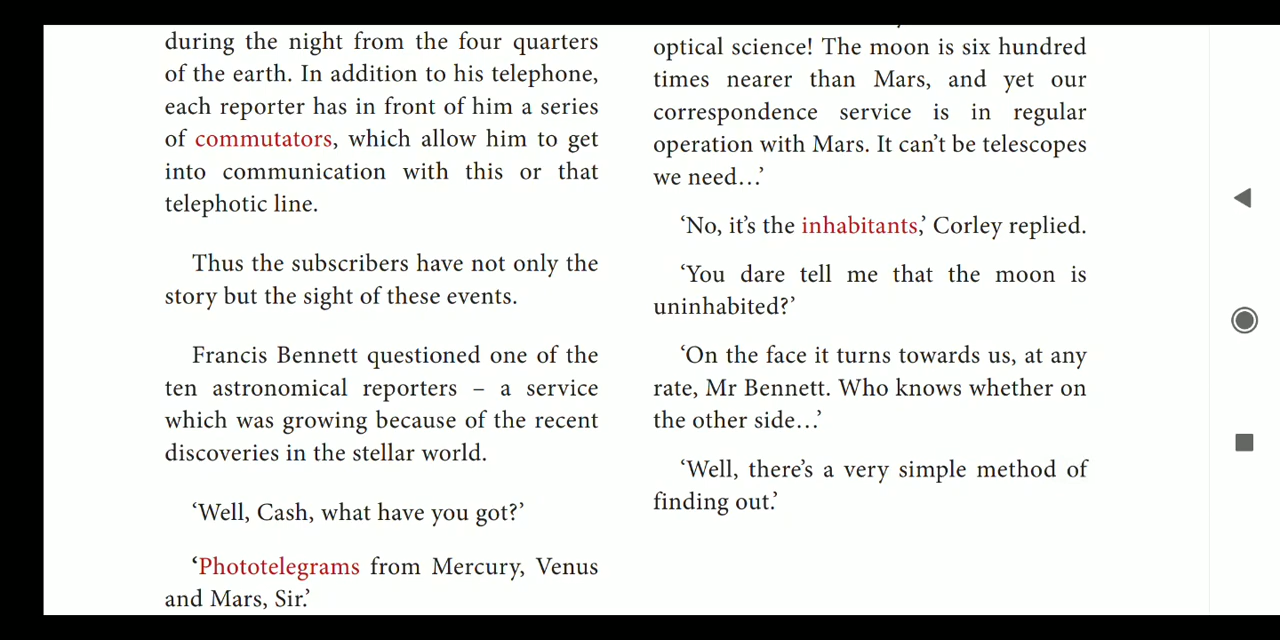 during the night from the four quarters
of the earth. In addition to his telephone,
each reporter has in front of him a series
of commutators, which allow him to get
into communication with this or that
telephotic line.
Thus the subscribers have not only the
story but the sight of these events.
Francis Bennett questioned one of the
ten astronomical reporters – a service
which was growing because of the recent
discoveries in the stellar world.
‘Well, Cash, what have you got?’
‘Phototelegrams from Mercury, Venus
and Mars, Sir.’
optical science! The moon is six hundred
times nearer than Mars, and yet our
correspondence service is in regular
operation with Mars. It can’t be telescopes
we need…’
‘No, it’s the inhabitants,’ Corley replied.
‘You dare tell me that the moon is
uninhabited?’
‘On the face it turns towards us, at any
rate, Mr Bennett. Who knows whether on
the other side…’
‘Well, there’s a very simple method of
finding out.’